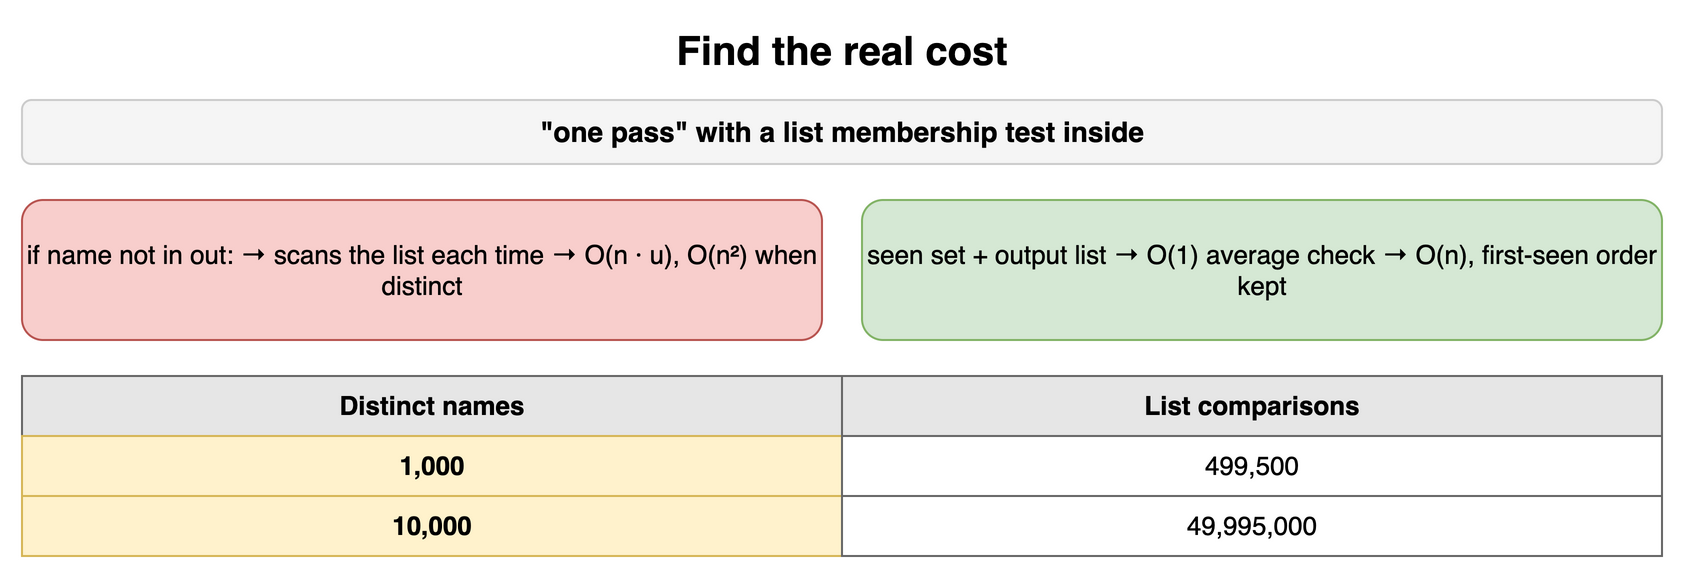 Find the real cost
"one pass" with a list membership test inside
if name not in out: → scans the list each time → O(n · u), O(n²) when
distinct
seen set + output list → O(1) average check → O(n), first-seen order
kept
Distinct names
List comparisons
1,000
499,500
10,000
49,995,000